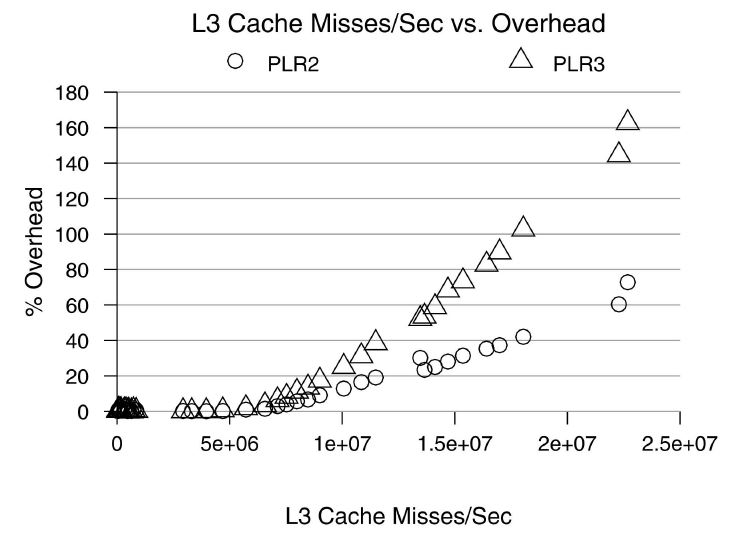 L3 Cache Misses/Sec vs. Overhead
PLR2 PLR3
180
160
140
120
100
80
60
40
20
0
% Overhead
0 5e+06 1e+07 1.5e+07 2e+07 2.5e+07
L3 Cache Misses/Sec